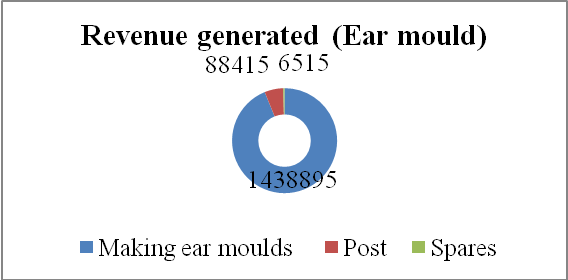 Revenue generated (Ear mould)
88415 6515
1438895
Making ear moulds Post Spares